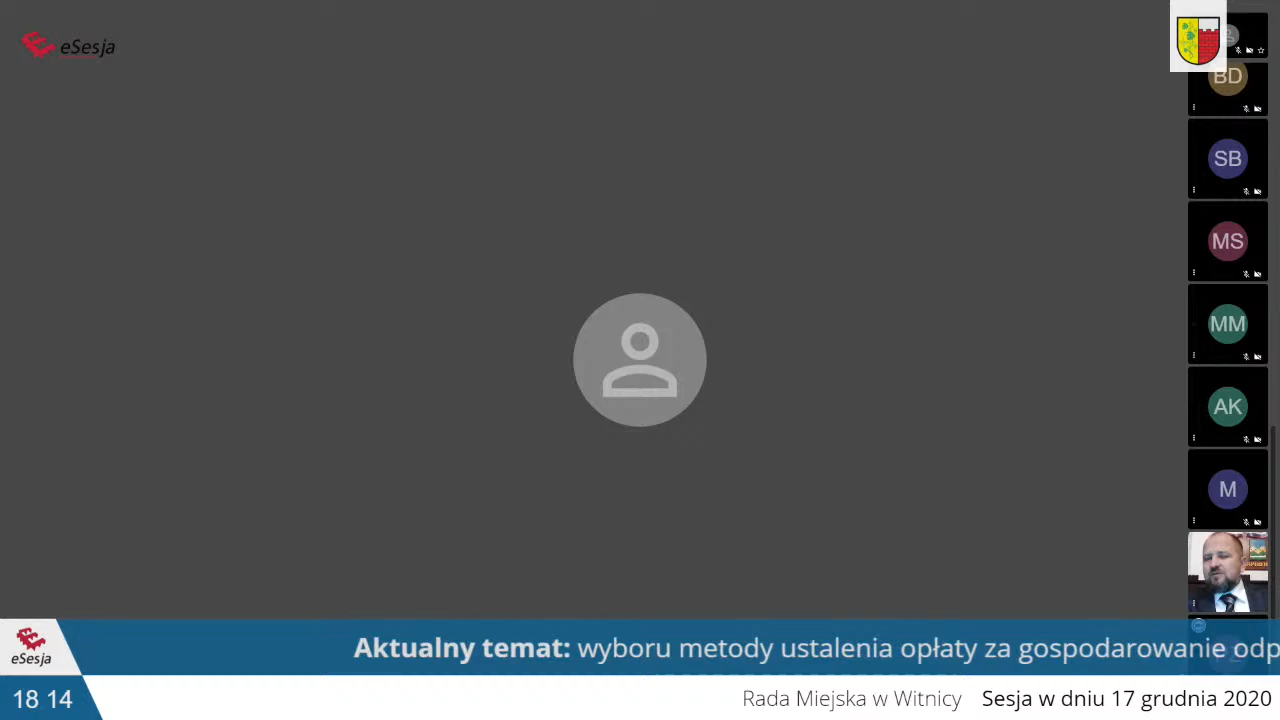 eSesja
BD
SB
MS
MM
AK
M
Aktualny temat: wyboru metody ustalenia opłaty za gospodarowanie odp
eSesja
18 14
Rada Miejska w Witnicy Sesja w dniu 17 grudnia 2020